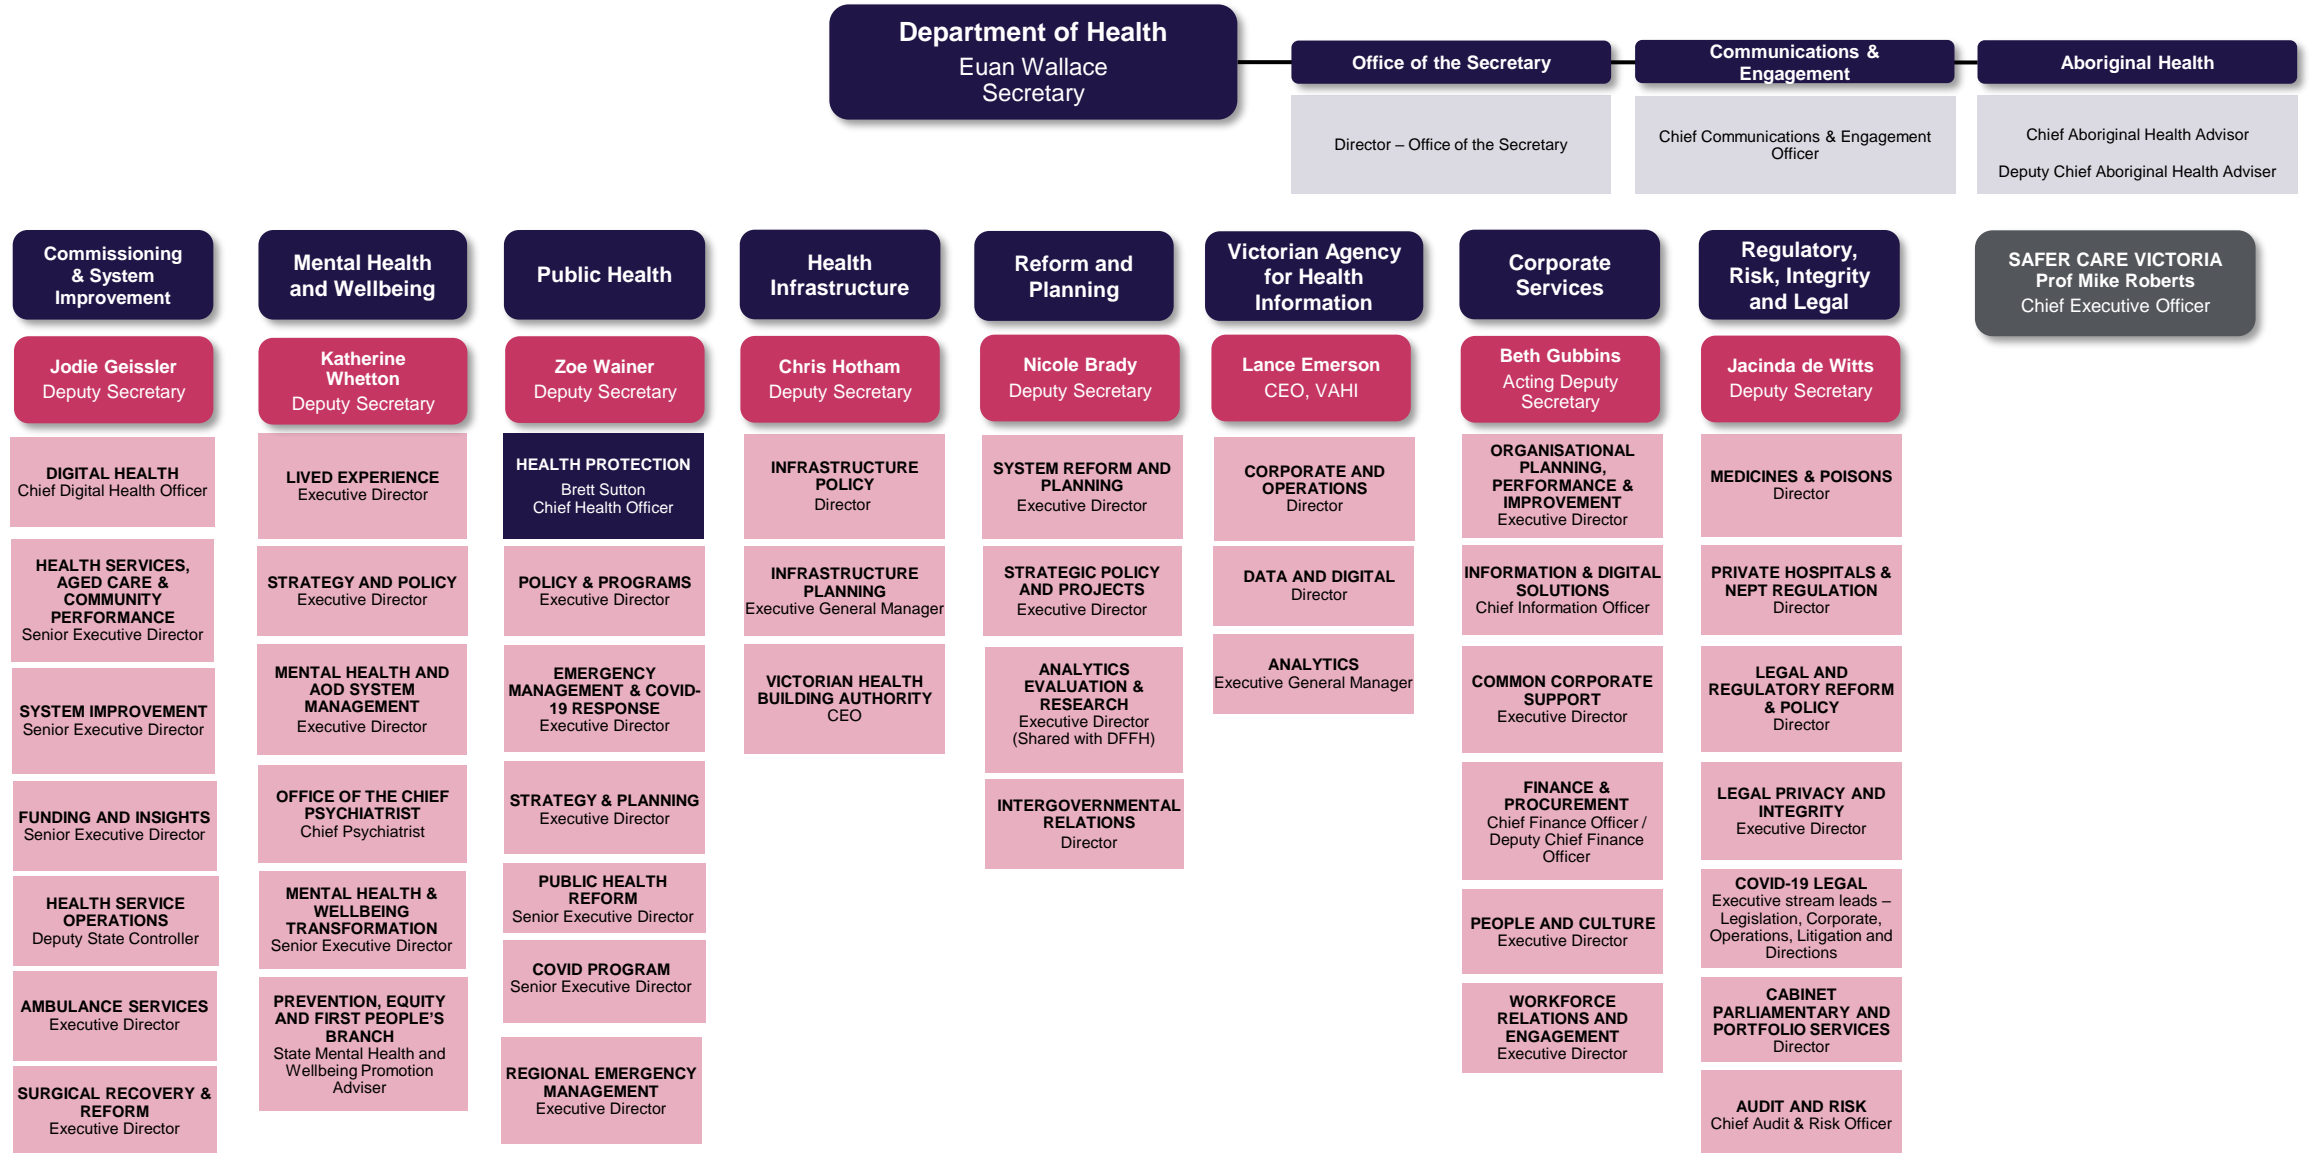 Department of Health
Euan Wallace
Secretary
Office of the Secretary
Director – Office of the Secretary
Communications &
Engagement
Chief Communications & Engagement
Officer
Aboriginal Health
Chief Aboriginal Health Advisor
Deputy Chief Aboriginal Health Adviser
Commissioning
& System
Improvement
Jodie Geissler
Deputy Secretary
DIGITAL HEALTH
Chief Digital Health Officer
HEALTH SERVICES,
AGED CARE &
COMMUNITY
PERFORMANCE
Senior Executive Director
SYSTEM IMPROVEMENT
Senior Executive Director
FUNDING AND INSIGHTS
Senior Executive Director
HEALTH SERVICE
OPERATIONS
Deputy State Controller
AMBULANCE SERVICES
Executive Director
SURGICAL RECOVERY &
REFORM
Executive Director
Mental Health
and Wellbeing
Katherine
Whetton
Deputy Secretary
LIVED EXPERIENCE
Executive Director
STRATEGY AND POLICY
Executive Director
MENTAL HEALTH AND
AOD SYSTEM
MANAGEMENT
Executive Director
OFFICE OF THE CHIEF
PSYCHIATRIST
Chief Psychiatrist
MENTAL HEALTH &
WELLBEING
TRANSFORMATION
Senior Executive Director
PREVENTION, EQUITY
AND FIRST PEOPLE’S
BRANCH
State Mental Health and
Wellbeing Promotion
Adviser
Public Health
Zoe Wainer
Deputy Secretary
HEALTH PROTECTION
Brett Sutton
Chief Health Officer
POLICY & PROGRAMS
Executive Director
EMERGENCY
MANAGEMENT & COVID-
19 RESPONSE
Executive Director
STRATEGY & PLANNING
Executive Director
PUBLIC HEALTH
REFORM
Senior Executive Director
COVID PROGRAM
Senior Executive Director
REGIONAL EMERGENCY
MANAGEMENT
Executive Director
Health
Infrastructure
Chris Hotham
Deputy Secretary
INFRASTRUCTURE
POLICY
Director
INFRASTRUCTURE
PLANNING
Executive General Manager
VICTORIAN HEALTH
BUILDING AUTHORITY
CEO
Reform and
Planning
Nicole Brady
Deputy Secretary
SYSTEM REFORM AND
PLANNING
Executive Director
STRATEGIC POLICY
AND PROJECTS
Executive Director
ANALYTICS
EVALUATION &
RESEARCH
Executive Director
(Shared with DFFH)
INTERGOVERNMENTAL
RELATIONS
Director
Victorian Agency
for Health
Information
Lance Emerson
CEO, VAHI
CORPORATE AND
OPERATIONS
Director
DATA AND DIGITAL
Director
ANALYTICS
Executive General Manager
Corporate
Services
Beth Gubbins
Acting Deputy
Secretary
ORGANISATIONAL
PLANNING,
PERFORMANCE &
IMPROVEMENT
Executive Director
INFORMATION & DIGITAL
SOLUTIONS
Chief Information Officer
COMMON CORPORATE
SUPPORT
Executive Director
FINANCE &
PROCUREMENT
Chief Finance Officer /
Deputy Chief Finance
Officer
PEOPLE AND CULTURE
Executive Director
WORKFORCE
RELATIONS AND
ENGAGEMENT
Executive Director
Regulatory,
Risk, Integrity
and Legal
Jacinda de Witts
Deputy Secretary
MEDICINES & POISONS
Director
PRIVATE HOSPITALS &
NEPT REGULATION
Director
LEGAL AND
REGULATORY REFORM
& POLICY
Director
LEGAL PRIVACY AND
INTEGRITY
Executive Director
COVID-19 LEGAL
Executive stream leads –
Legislation, Corporate,
Operations, Litigation and
Directions
CABINET
PARLIAMENTARY AND
PORTFOLIO SERVICES
Director
AUDIT AND RISK
Chief Audit & Risk Officer
SAFER CARE VICTORIA
Prof Mike Roberts
Chief Executive Officer